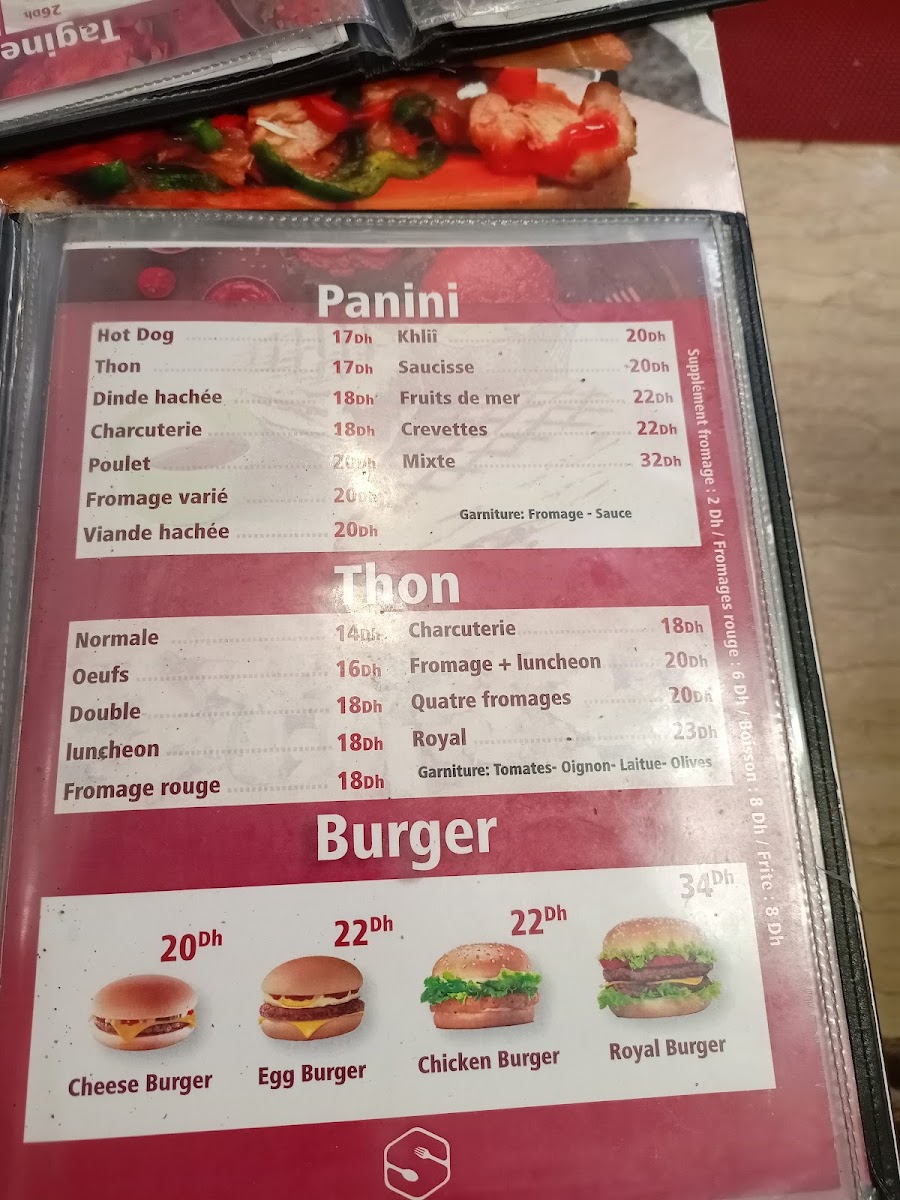 26Dh
Tagine
Panini
Hot Dog 17Dh
Thon 17Dh
Dinde hachée 18Dh
Charcuterie 18Dh
Poulet 20Dh
Fromage varié 20Dh
Viande hachée 20Dh
Khliî 20Dh
Saucisse 20Dh
Fruits de mer 22Dh
Crevettes 22Dh
Mixte 32Dh
Garniture: Fromage - Sauce
Thon
Normale 14Dh
Oeufs 16Dh
Double 18Dh
luncheon 18Dh
Fromage rouge 18Dh
Charcuterie 18Dh
Fromage + luncheon 20Dh
Quatre fromages 20Dh
Royal 23Dh
Garniture: Tomates- Oignon- Laitue- Olives
Supplément fromage : 2 Dh / Fromages rouge : 6 Dh / Boisson : 8 Dh / Frite : 8 Dh
Burger
20Dh
Cheese Burger
22Dh
Egg Burger
22Dh
Chicken Burger
34Dh
Royal Burger